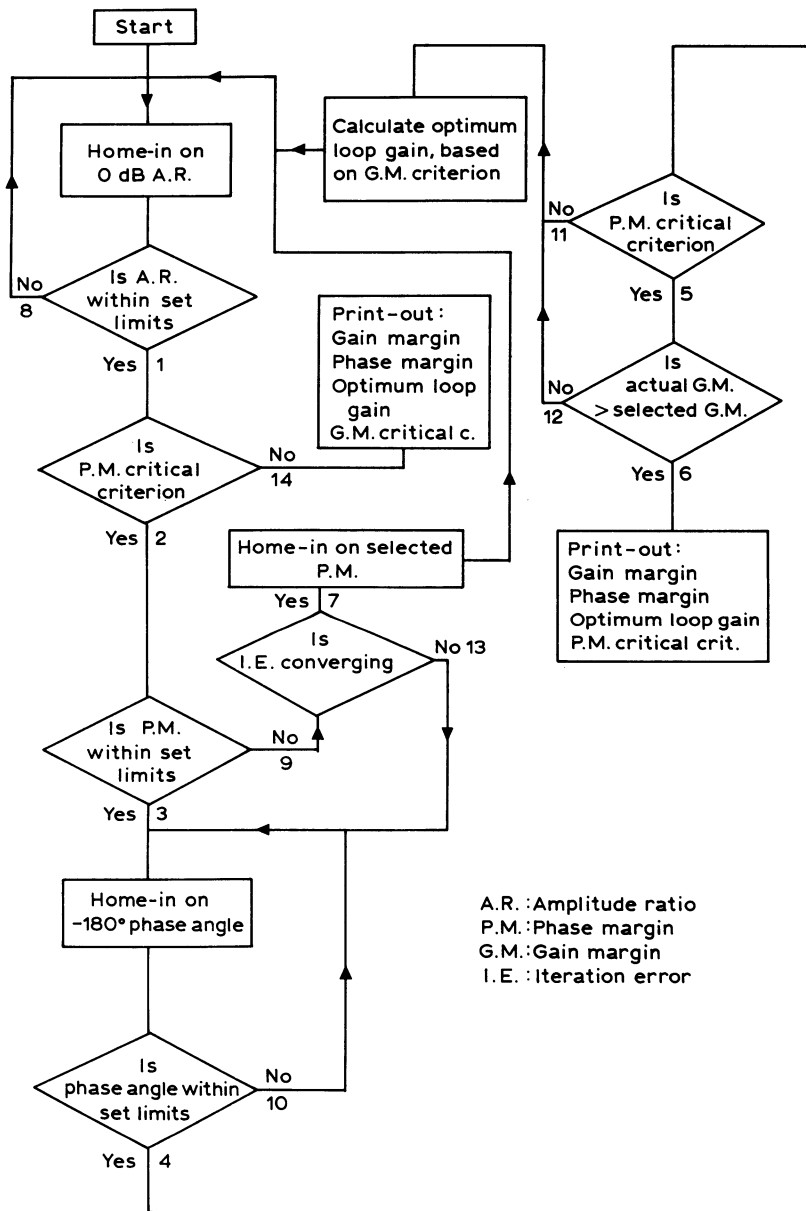 Start
Home-in on
0 dB A.R.
Is A.R.
within set
limits
No
8
Yes 1
Is
P.M. critical
criterion
No
14
Yes 2
Print-out:
Gain margin
Phase margin
Optimum loop
gain
G.M. critical c.
Calculate optimum
loop gain, based
on G.M. criterion
Home-in on selected
P.M.
Yes 7
Is
I.E. converging
No 13
Is P.M.
within set
limits
No
9
Yes 3
Home-in on
-180° phase angle
Is
phase angle within
set limits
No
10
Yes 4
Is
P.M. critical
criterion
No
11
Yes 5
Is
actual G.M.
> selected G.M.
No
12
Yes 6
Print-out:
Gain margin
Phase margin
Optimum loop gain
P.M. critical crit.
A.R. : Amplitude ratio
P.M. : Phase margin
G.M. : Gain margin
I.E. : Iteration error